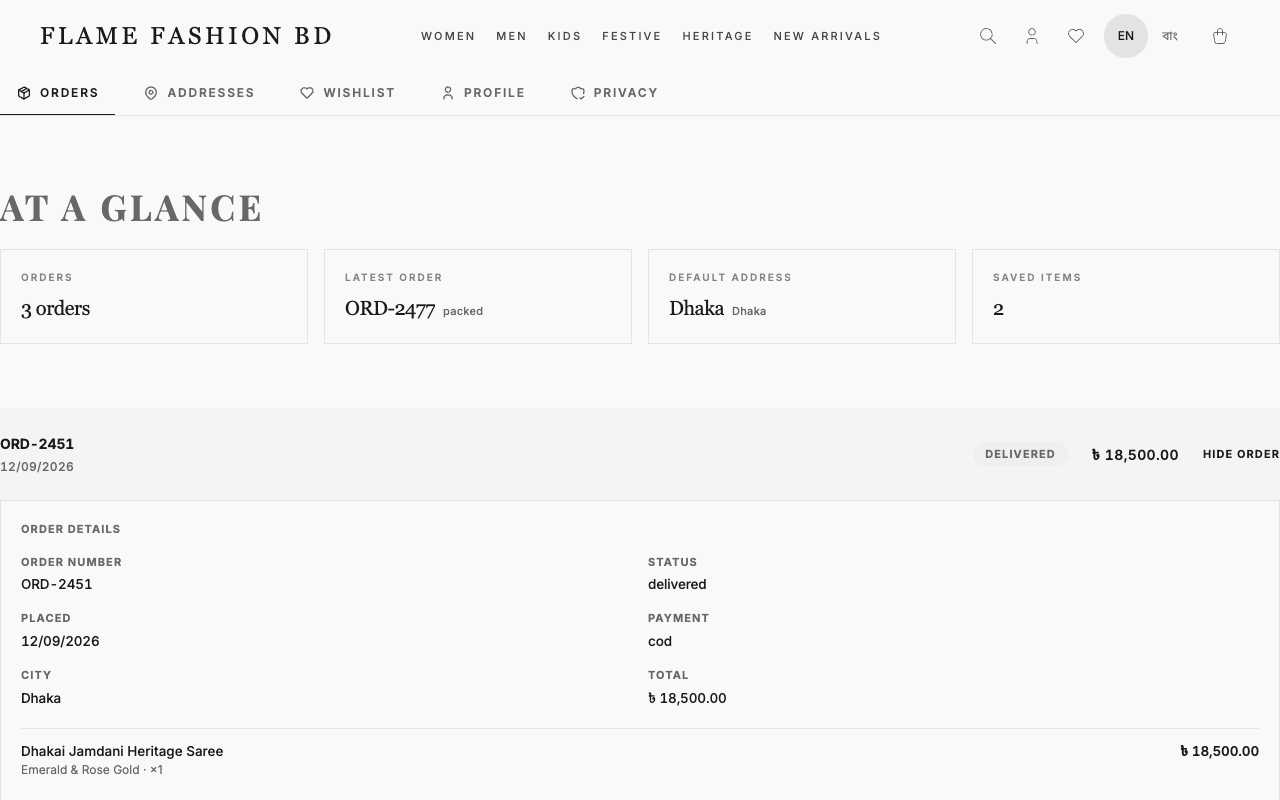 FLAME FASHION BD
WOMEN MEN KIDS FESTIVE HERITAGE NEW ARRIVALS
EN বাং
ORDERS ADDRESSES WISHLIST PROFILE PRIVACY
AT A GLANCE
ORDERS
3 orders
LATEST ORDER
ORD-2477 packed
DEFAULT ADDRESS
Dhaka Dhaka
SAVED ITEMS
2
ORD-2451
12/09/2026
DELIVERED ৳ 18,500.00 HIDE ORDER
ORDER DETAILS
ORDER NUMBER
ORD-2451
STATUS
delivered
PLACED
12/09/2026
PAYMENT
cod
CITY
Dhaka
TOTAL
৳ 18,500.00
Dhakai Jamdani Heritage Saree
Emerald & Rose Gold · ×1
৳ 18,500.00